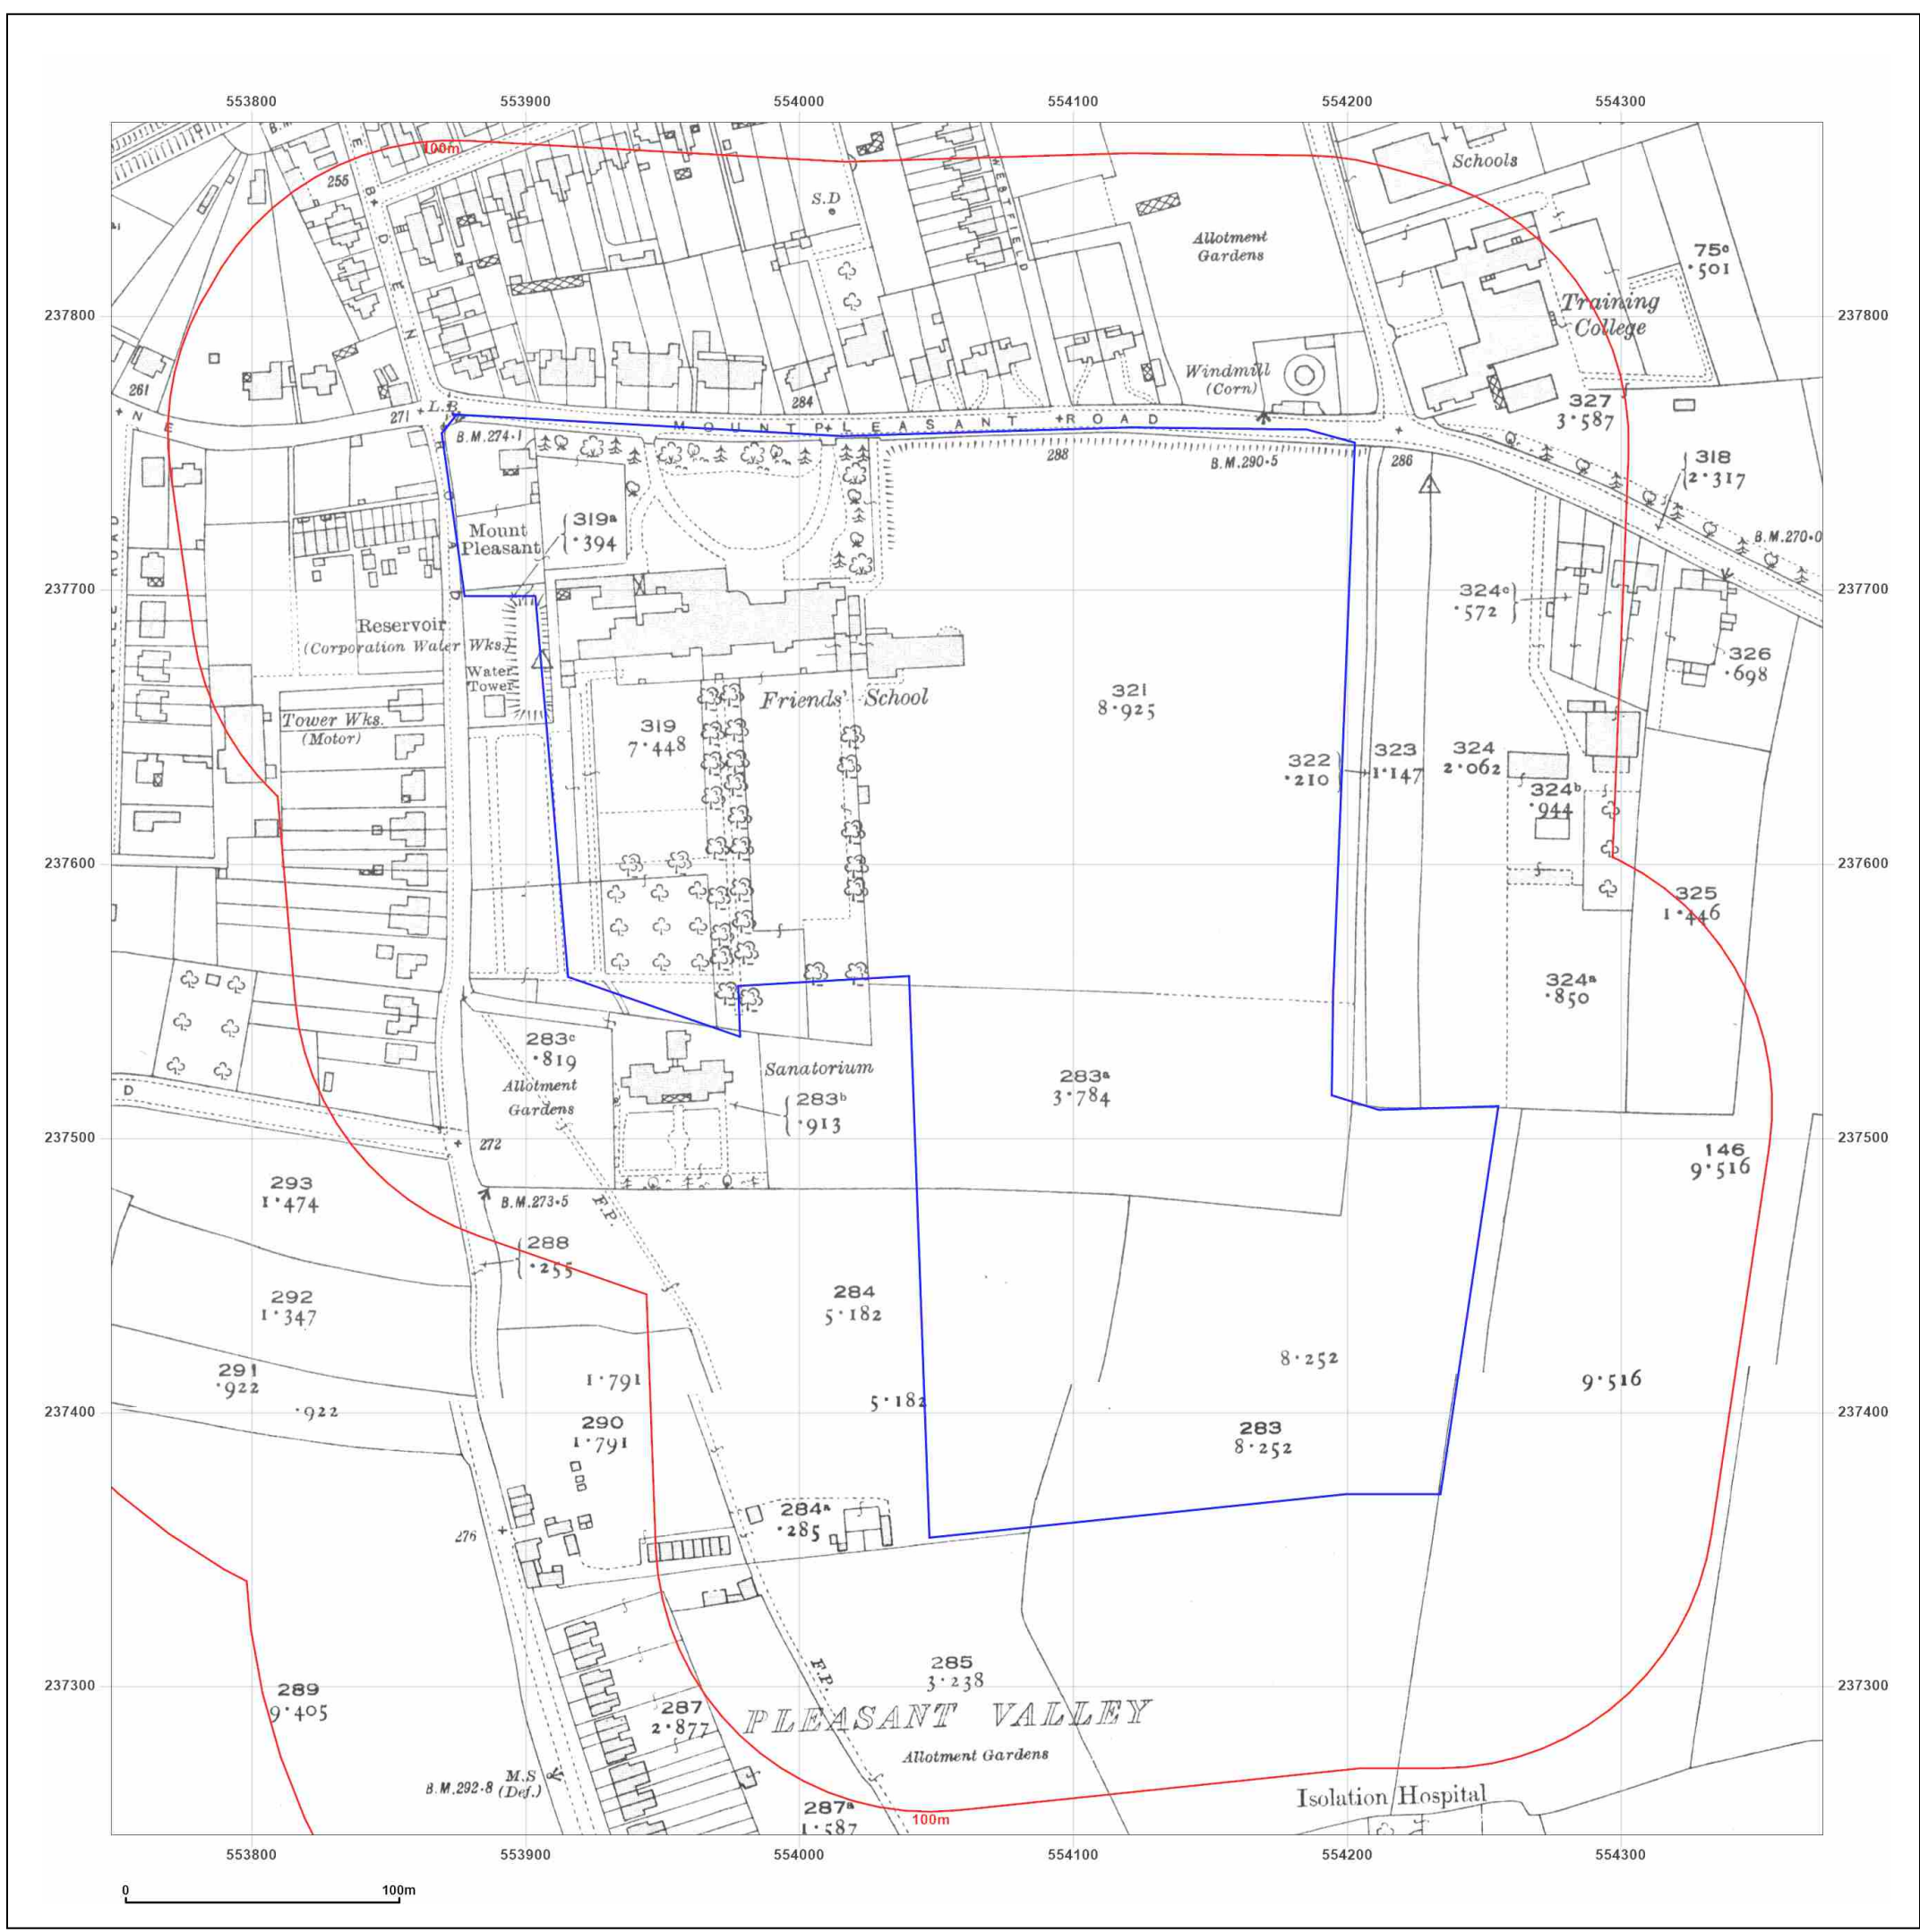 553800 553900 554000 554100 554200 554300
100m
Schools
255
S.D
WESTFIELD
Allotment
Gardens
75ᵃ
·501
DEBDEN ROAD
237800 237800
Training
College
Windmill
(Corn)
261
284
327
3·587
271 L.B.
MOUNT PLEASANT ROAD
B.M.274·1
288
B.M.290·5
286
318
2·317
319ᵃ
·394
Mount
Pleasant
B.M.270·0
237700 237700
324ᶜ
·572
Reservoir
(Corporation Water Wks.)
326
·698
Water
Tower
Friends' School
321
8·925
Tower Wks.
(Motor)
319
7·448
322
·210
323
1·147
324
2·062
324ᵇ
·944
237600 237600
325
1·446
324ᵃ
·850
283ᶜ
·819
Sanatorium
283ᵃ
3·784
Allotment
Gardens
283ᵇ
·913
D
237500 237500
272
146
9·516
293
1·474
B.M.273·5
F.P.
288
·255
292
1·347
284
5·182
8·252
291
·922
1·791
5·182
9·516
·922
237400 237400
290
1·791
283
8·252
284ᵃ
·285
276
F.P.
285
3·238
237300 237300
289
9·405
287
2·877
PLEASANT VALLEY
Allotment Gardens
M.S
B.M.292·8 (Def.)
287ᵃ
1·587
100m
Isolation Hospital
553800 553900 554000 554100 554200 554300
0 100m